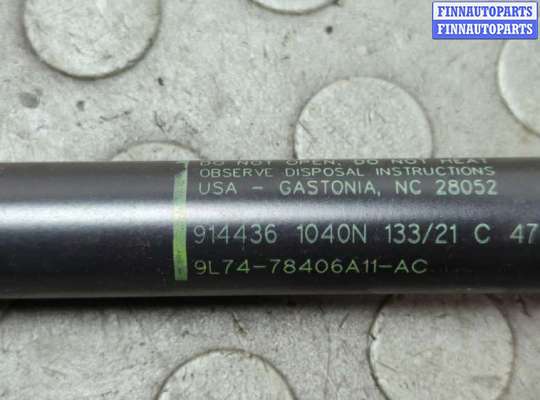 FINNAUTOPARTS
FINNAUTOPARTS
DO NOT OPEN, DO NOT HEAT
OBSERVE DISPOSAL INSTRUCTIONS
USA - GASTONIA, NC 28052
914436 1040N 133/21 C 47
9L74-78406A11-AC